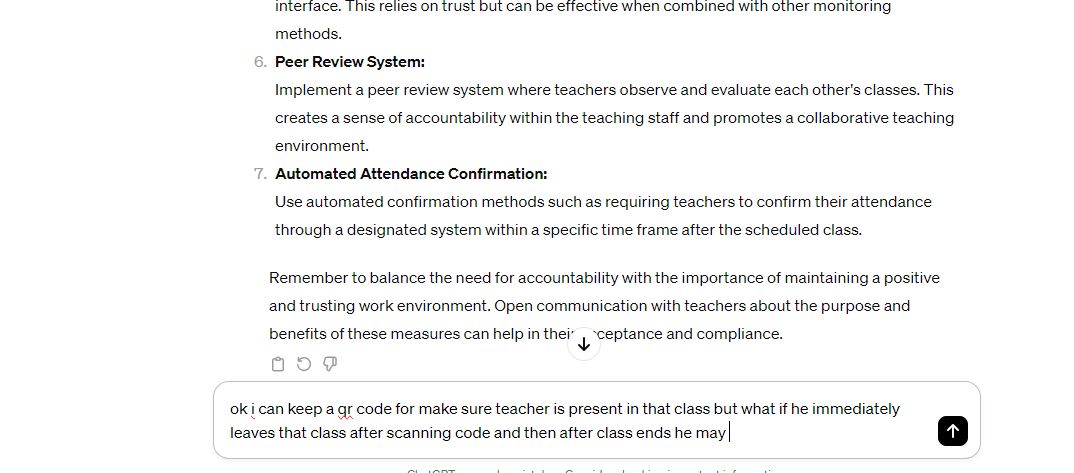 interface. This relies on trust but can be effective when combined with other monitoring
methods.
6. Peer Review System:
Implement a peer review system where teachers observe and evaluate each other's classes. This
creates a sense of accountability within the teaching staff and promotes a collaborative teaching
environment.
7. Automated Attendance Confirmation:
Use automated confirmation methods such as requiring teachers to confirm their attendance
through a designated system within a specific time frame after the scheduled class.
Remember to balance the need for accountability with the importance of maintaining a positive
and trusting work environment. Open communication with teachers about the purpose and
benefits of these measures can help in their acceptance and compliance.
ok i can keep a qr code for make sure teacher is present in that class but what if he immediately
leaves that class after scanning code and then after class ends he may